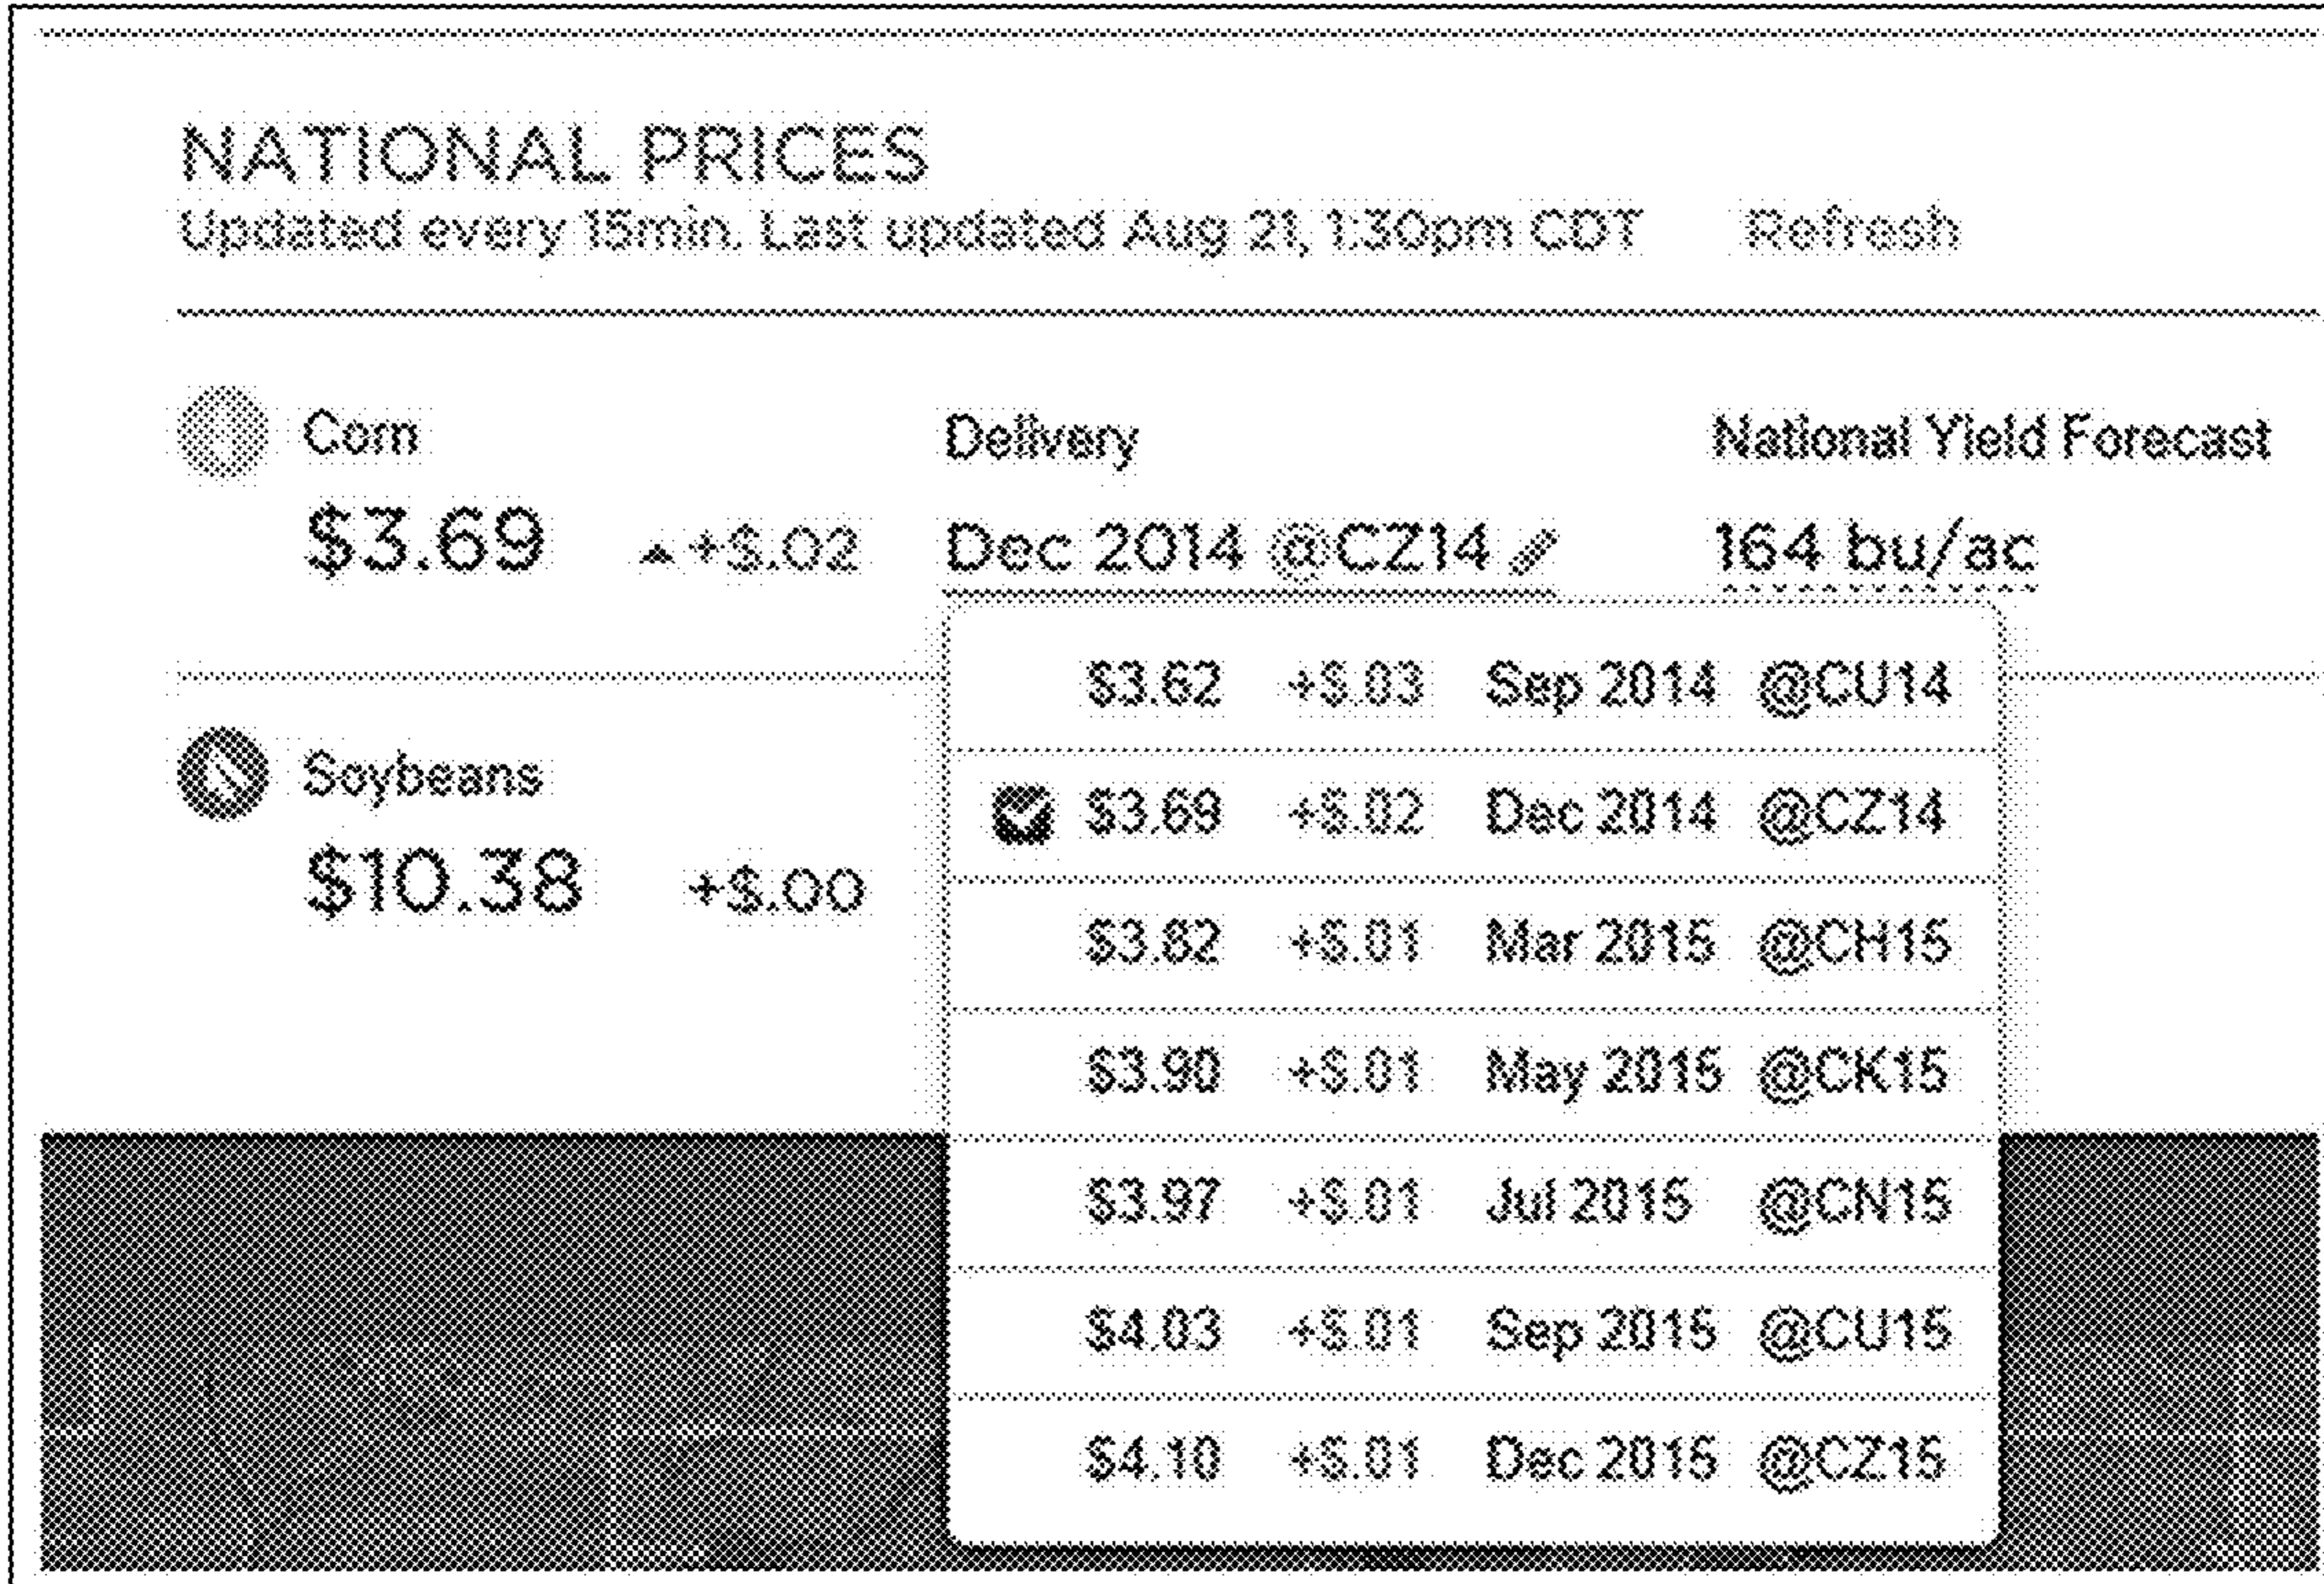 NATIONAL PRICES
Updated every 15min. Last updated Aug 21, 1:30pm CDT Refresh
Corn Delivery National Yield Forecast
$3.69 ▲+$.02 Dec 2014 @CZ14 164 bu/ac
$3.62 +$.03 Sep 2014 @CU14
Soybeans
$3.69 +$.02 Dec 2014 @CZ14
$10.38 +$.00
$3.82 +$.01 Mar 2015 @CH15
$3.90 +$.01 May 2015 @CK15
$3.97 +$.01 Jul 2015 @CN15
$4.03 +$.01 Sep 2015 @CU15
$4.10 +$.01 Dec 2015 @CZ15